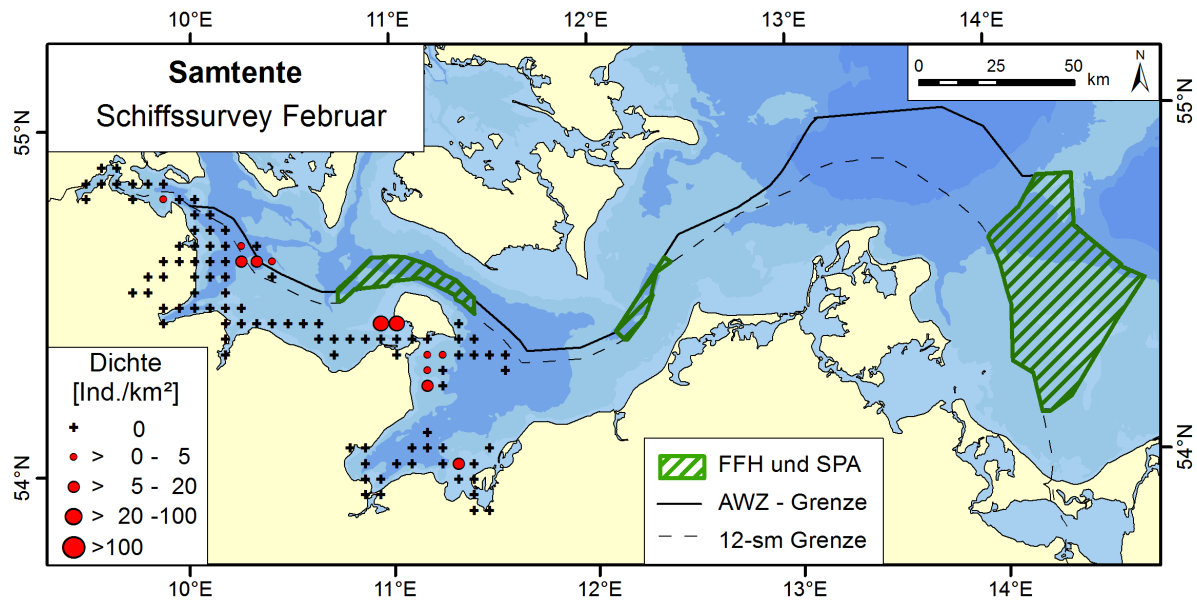 10°E 11°E 12°E 13°E 14°E
Samtente
Schiffssurvey Februar
0 25 50
km
N
55°N
55°N
54°N
54°N
Dichte
[Ind./km²]
0
> 0 - 5
> 5 - 20
> 20 -100
>100
FFH und SPA
AWZ - Grenze
12-sm Grenze
10°E 11°E 12°E 13°E 14°E